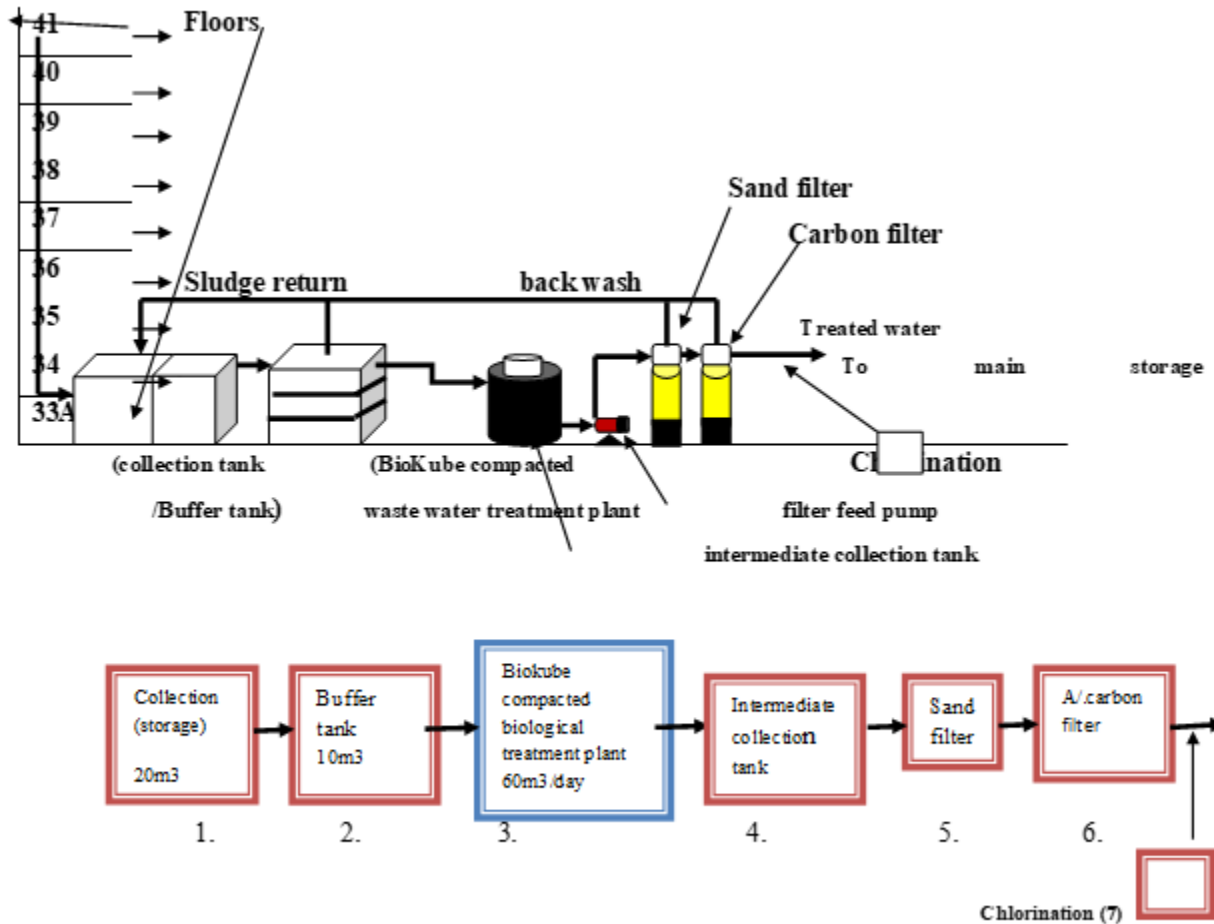 41
Floors
40
39
38
37
36
35
34
33A
Sand filter
Carbon filter
Sludge return
back wash
Treated water
To main storage
(collection tank
/Buffer tank)
(BioKube compacted
waste water treatment plant
Chlorination
filter feed pump
intermediate collection tank
Collection
(storage)
20m3
1.
Buffer
tank
10m3
2.
Biokube
compacted
biological
treatment plant
60m3/day
3.
Intermediate
collection
tank
4.
Sand
filter
5.
A/.carbon
filter
6.
Chlorination (7)